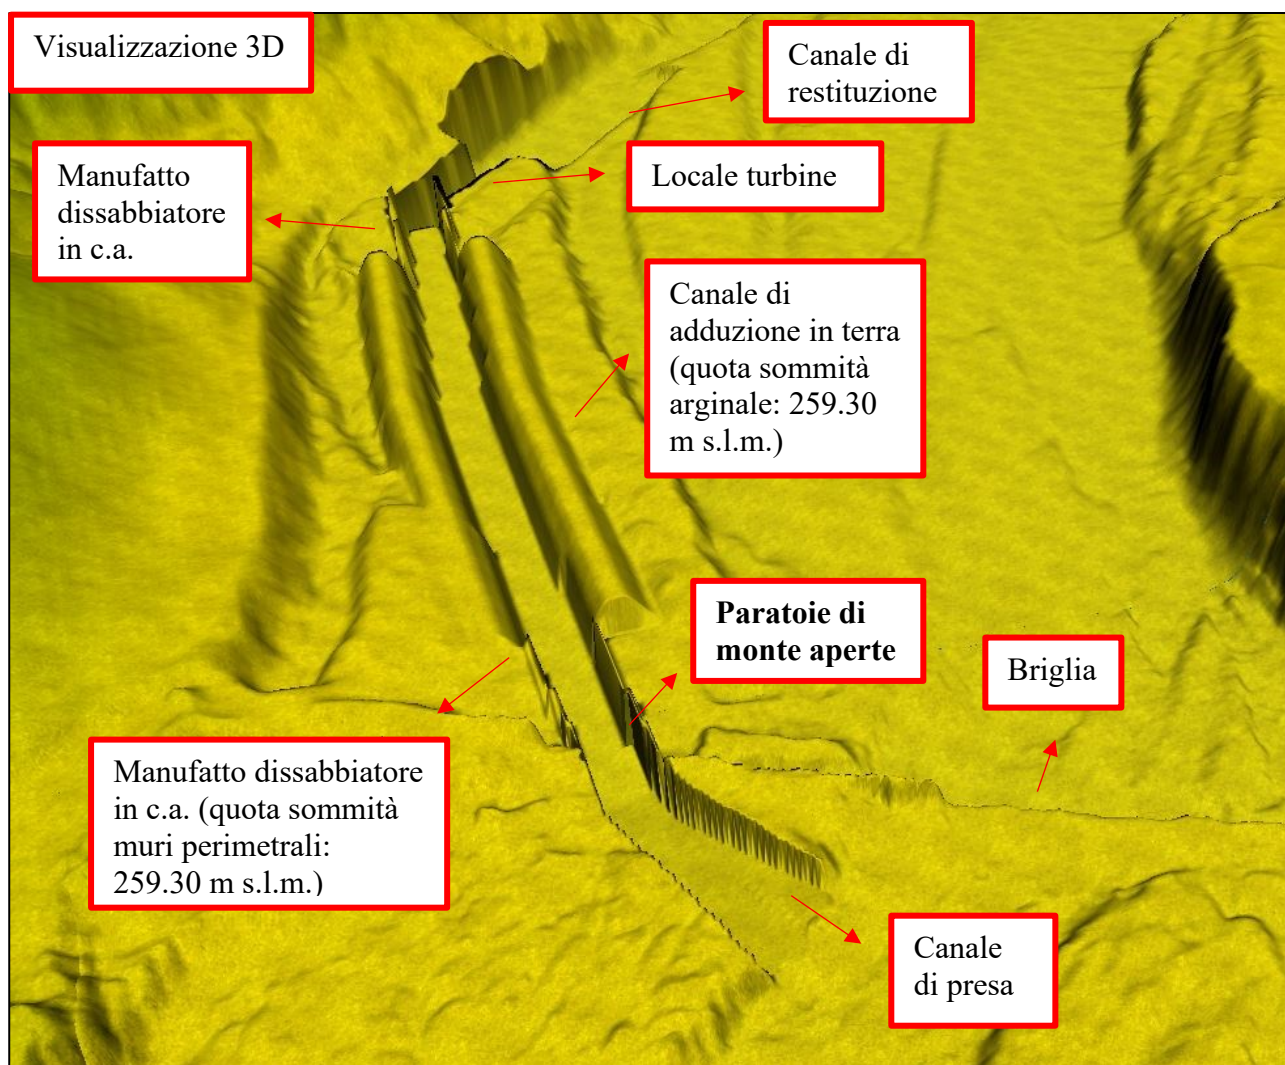 Visualizzazione 3D
Canale di
restituzione
Manufatto
dissabbiatore
in c.a.
Locale turbine
Canale di
adduzione in terra
(quota sommità
arginale: 259.30
m s.l.m.)
Paratoie di
monte aperte
Briglia
Manufatto dissabbiatore
in c.a. (quota sommità
muri perimetrali:
259.30 m s.l.m.)
Canale
di presa